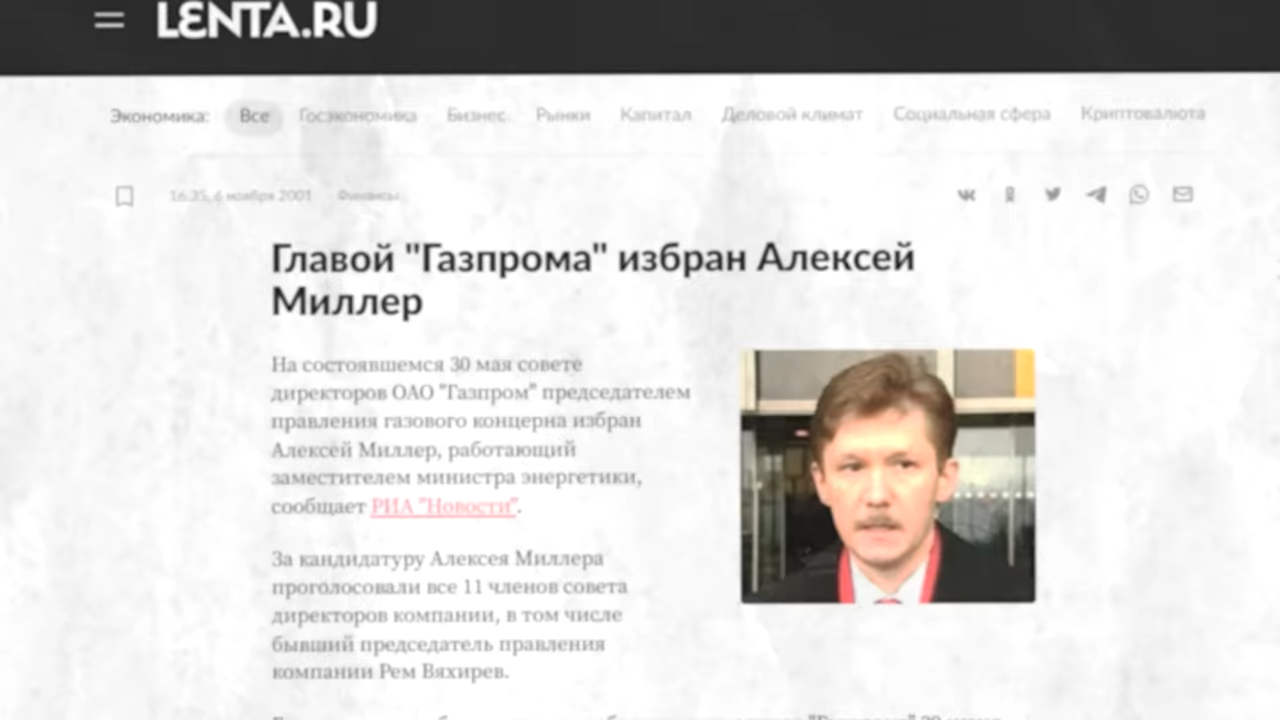 LENTA.RU
Экономика: Все Госэкономика Бизнес Рынки Капитал Деловой климат Социальная сфера Криптовалюта
16:35, 6 ноября 2001 Финансы
Главой "Газпрома" избран Алексей
Миллер
На состоявшемся 30 мая совете
директоров ОАО "Газпром" председателем
правления газового концерна избран
Алексей Миллер, работающий
заместителем министра энергетики,
сообщает РИА "Новости".
За кандидатуру Алексея Миллера
проголосовали все 11 членов совета
директоров компании, в том числе
бывший председатель правления
компании Рем Вяхирев.